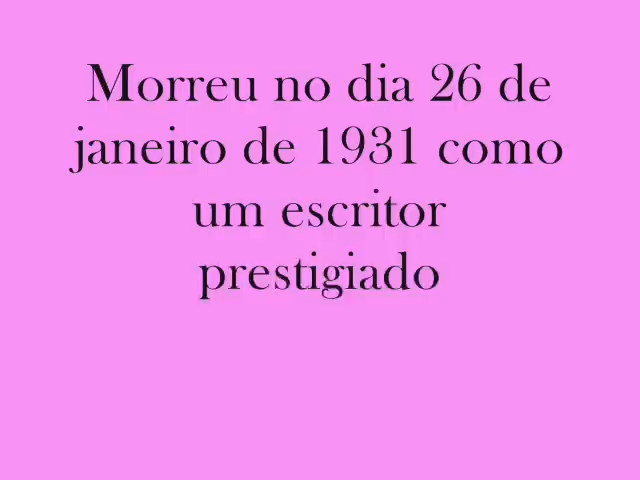 Morreu no dia 26 de
janeiro de 1931 como
um escritor
prestigiado